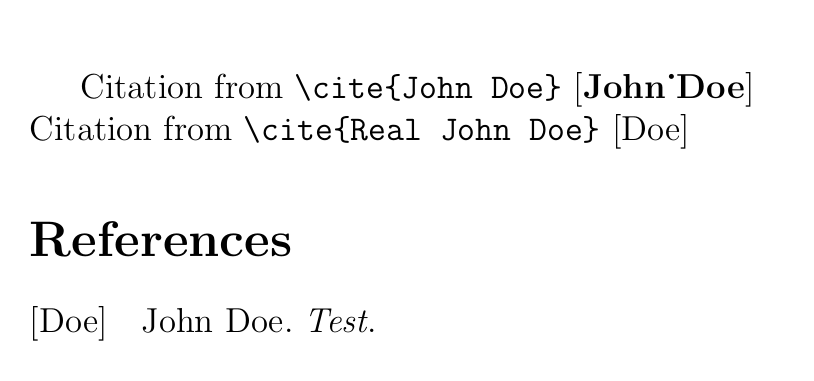 Citation from \cite{John Doe} [John˙Doe]
Citation from \cite{Real John Doe} [Doe]
References
[Doe] John Doe. Test.